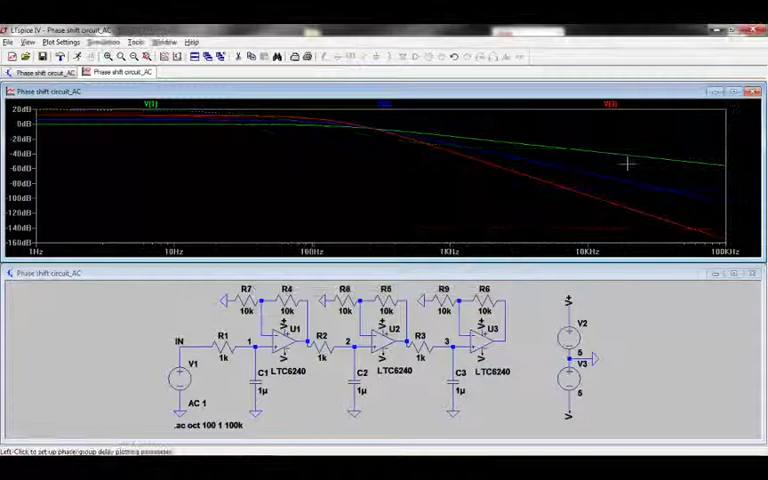 LTspice IV - Phase shift circuit_AC
File View Plot Settings Simulation Tools Window Help
Phase shift circuit_AC Phase shift circuit_AC
Phase shift circuit_AC
V(1) V(3)
20dB
0dB
-20dB
-40dB
-60dB
-80dB
-100dB
-120dB
-140dB
-160dB
1Hz 10Hz 100Hz 1KHz 10KHz 100KHz
Phase shift circuit_AC
R7 R4 R8 R5 R9 R6
10k 10k 10k 10k 10k 10k
V+ V+ V+ V+
U1 U2 U3 V2
IN R1 1 R2 2 R3 3
1k 1k 1k 5
V1 V- V- V- V3
C1 LTC6240 C2 LTC6240 C3 LTC6240
1µ 1µ 1µ 5
AC 1 V-
.ac oct 100 1 100k
Left-Click to set up phase/group delay plotting parameters